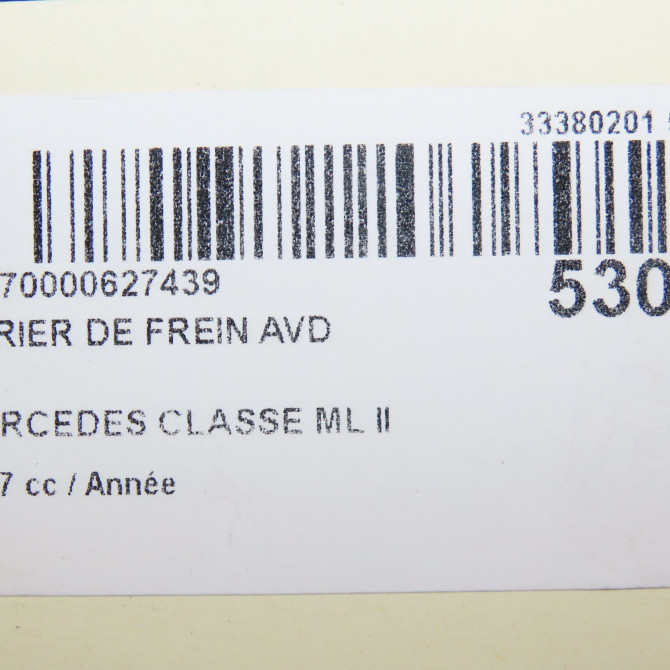 33380201
70000627439
530
RIER DE FREIN AVD
RCEDES CLASSE ML II
7 cc / Année